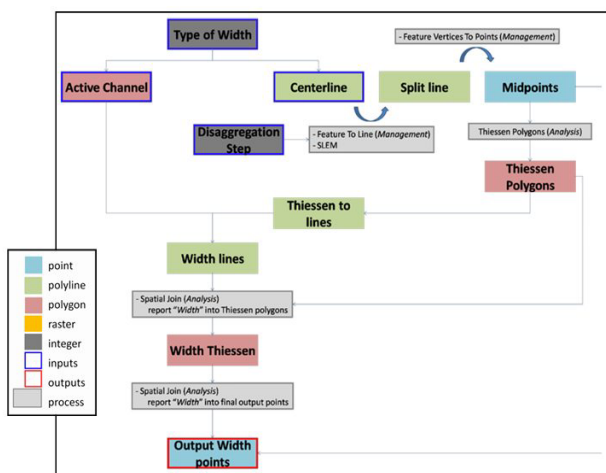 - Feature Vertices To Points (Management)
Type of Width
Active Channel
Centerline
Split line
Midpoints
Disaggregation
Step
- Feature To Line (Management)
- SLEM
Thiessen Polygons (Analysis)
Thiessen
Polygons
Thiessen to
lines
Width lines
- Spatial Join (Analysis)
report "Width" into Thiessen polygons
Width Thiessen
- Spatial Join (Analysis)
report "Width" into final output points
Output Width
points
point
polyline
polygon
raster
integer
inputs
outputs
process